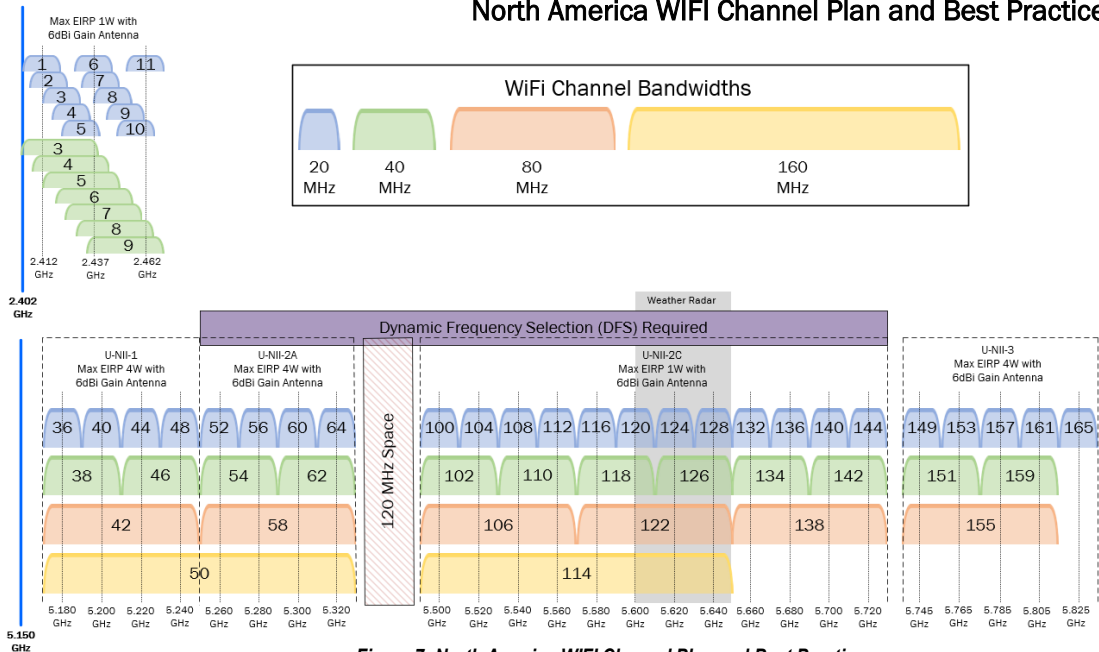 North America WIFI Channel Plan and Best Practice
Max EIRP 1W with
6dBi Gain Antenna
1 6 11
2 7
3 8
4 9
5 10
3
4
5
6
7
8
9
2.412 2.437 2.462
GHz GHz GHz
2.402
GHz
WiFi Channel Bandwidths
20 40 80 160
MHz MHz MHz MHz
Weather Radar
Dynamic Frequency Selection (DFS) Required
U-NII-1
Max EIRP 4W with
6dBi Gain Antenna
U-NII-2A
Max EIRP 4W with
6dBi Gain Antenna
120 MHz Space
U-NII-2C
Max EIRP 1W with
6dBi Gain Antenna
U-NII-3
Max EIRP 4W with
6dBi Gain Antenna
36 40 44 48 52 56 60 64 100 104 108 112 116 120 124 128 132 136 140 144 149 153 157 161 165
38 46 54 62 102 110 118 126 134 142 151 159
42 58 106 122 138 155
50 114
5.180 5.200 5.220 5.240 5.260 5.280 5.300 5.320 5.500 5.520 5.540 5.560 5.580 5.600 5.620 5.640 5.660 5.680 5.700 5.720 5.745 5.765 5.785 5.805 5.825
GHz GHz GHz GHz GHz GHz GHz GHz GHz GHz GHz GHz GHz GHz GHz GHz GHz GHz GHz GHz GHz GHz GHz GHz GHz
5.150
GHz